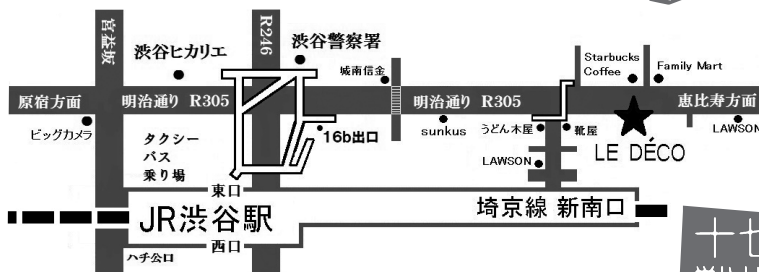 宮益坂
R246
渋谷ヒカリエ
渋谷警察署
城南信金
Starbucks
Coffee
Family Mart
原宿方面
明治通り R305
明治通り R305
恵比寿方面
ビッグカメラ
タクシー
バス
乗り場
16b出口
sunkus
うどん木屋
靴屋
LAWSON
LE DÉCO
LAWSON
東口
JR渋谷駅
埼京線 新南口
西口
ハチ公口
十七